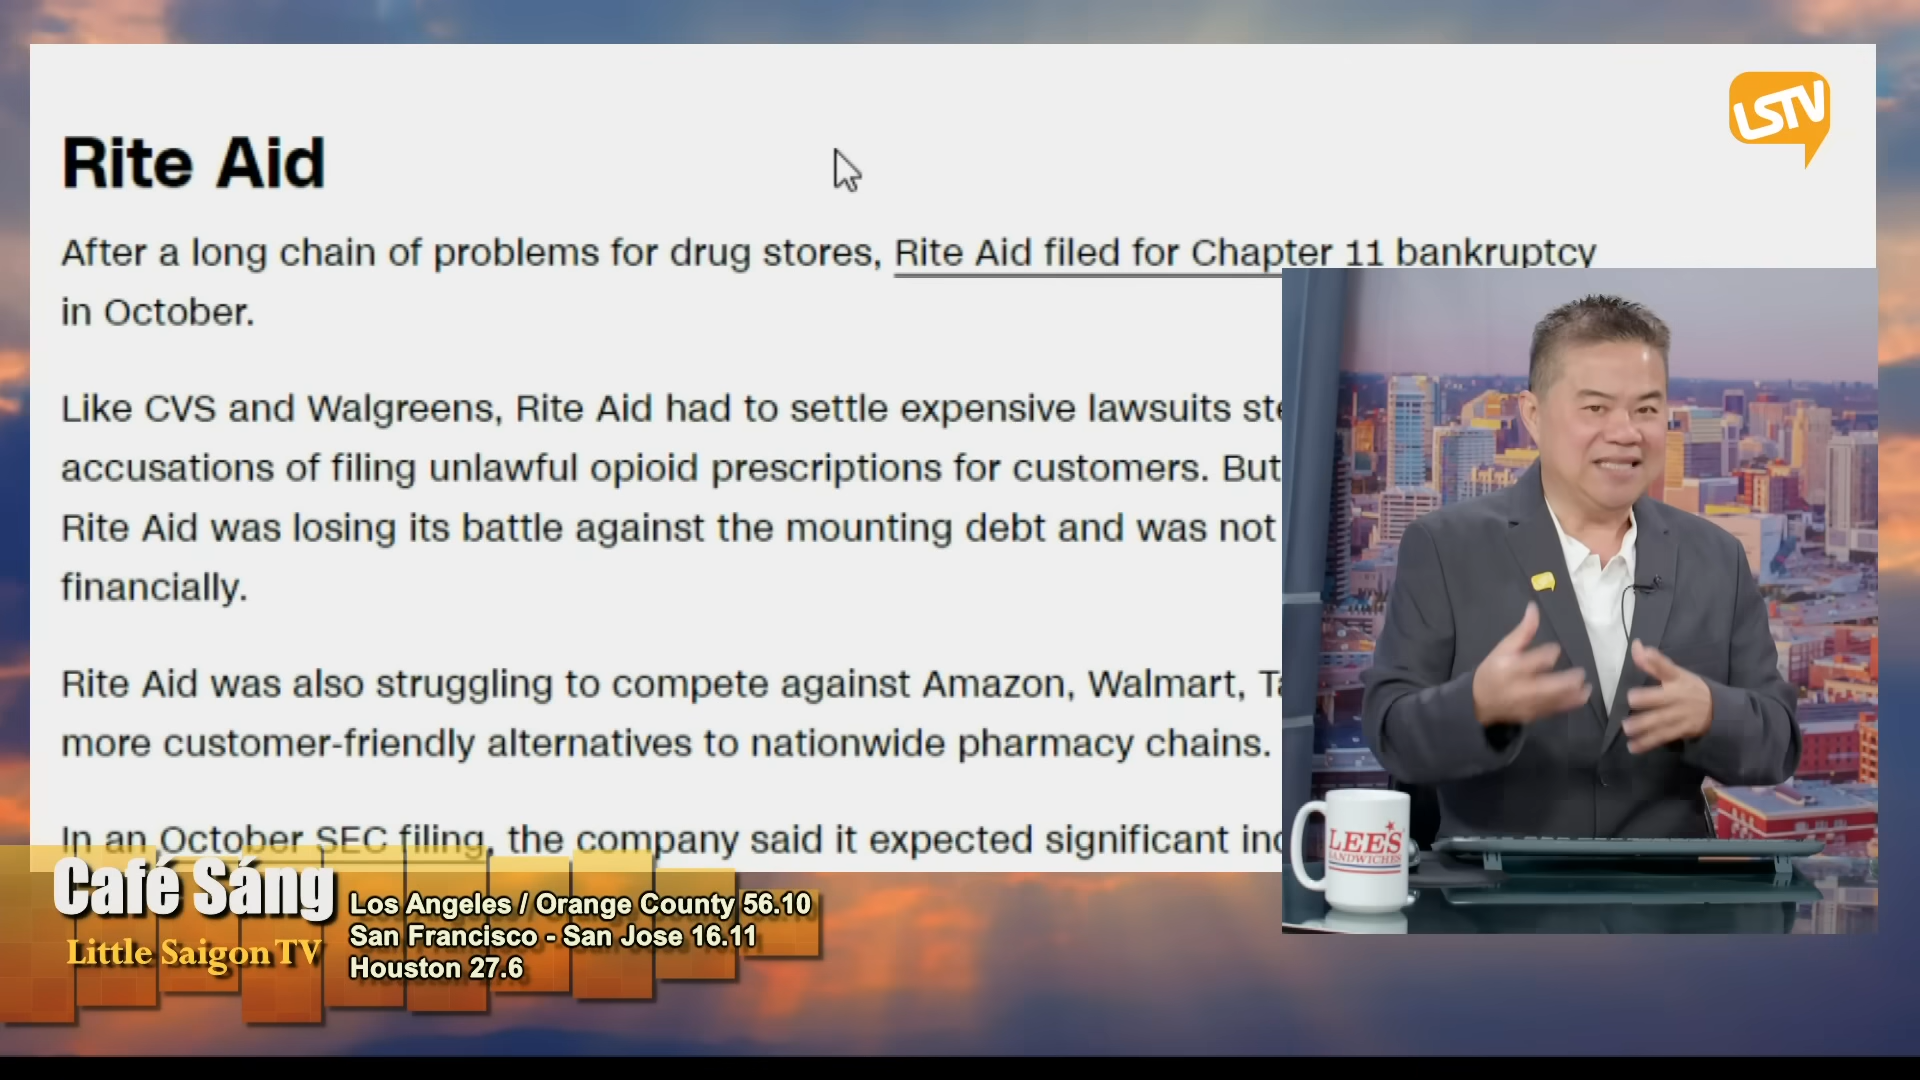 LSTV
Rite Aid
After a long chain of problems for drug stores, Rite Aid filed for Chapter 11 bankruptcy
in October.
Like CVS and Walgreens, Rite Aid had to settle expensive lawsuits
accusations of filing unlawful opioid prescriptions for customers. But
Rite Aid was losing its battle against the mounting debt and was not
financially.
Rite Aid was also struggling to compete against Amazon, Walmart,
more customer-friendly alternatives to nationwide pharmacy chains.
In an October SEC filing, the company said it expected significant
LEE'S
SANDWICHES
Café Sáng
Little Saigon TV
Los Angeles / Orange County 56.10
San Francisco - San Jose 16.11
Houston 27.6